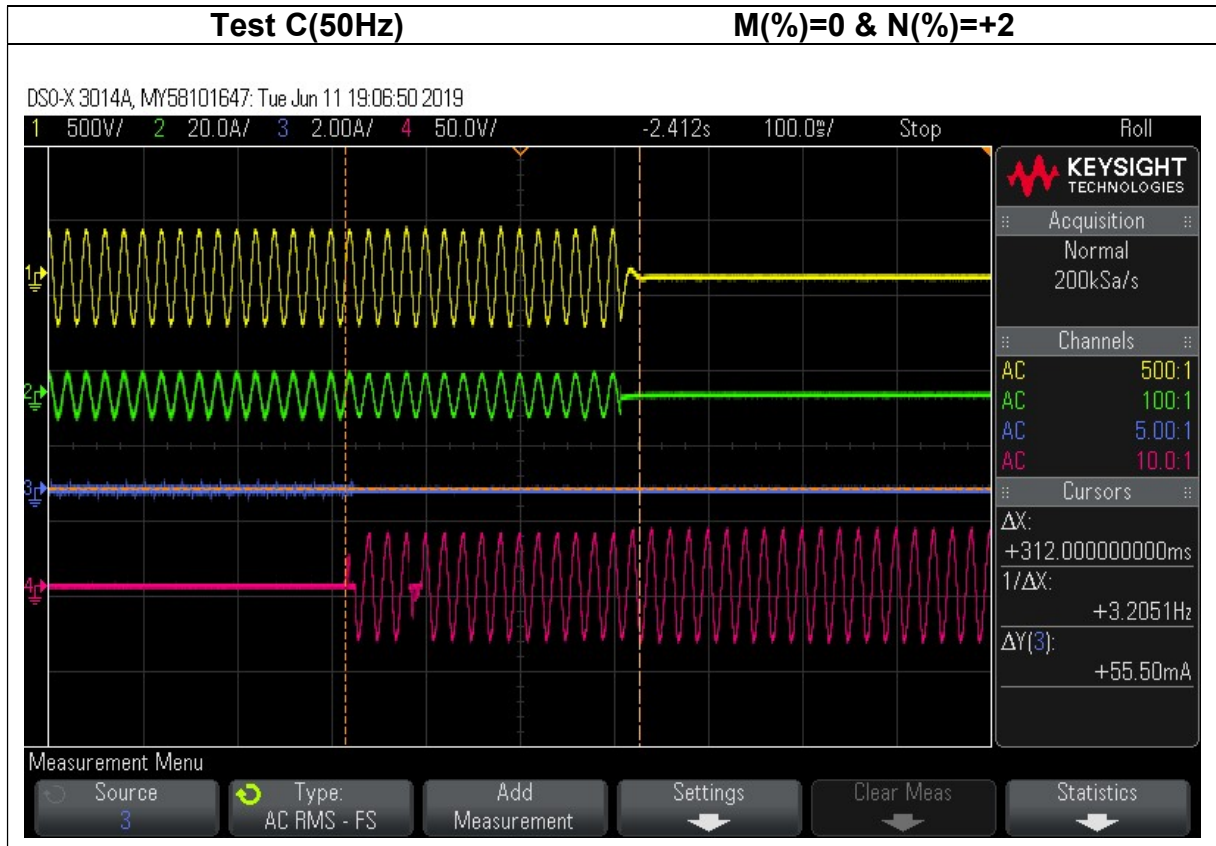 Test C(50Hz) M(%)=0 & N(%)=+2
DSO-X 3014A, MY58101647: Tue Jun 11 19:06:50 2019
1 500V/ 2 20.0A/ 3 2.00A/ 4 50.0V/ -2.412s 100.0ms/ Stop Roll
KEYSIGHT
TECHNOLOGIES
Acquisition
Normal
200kSa/s
Channels
AC 500:1
AC 100:1
AC 5.00:1
AC 10.0:1
Cursors
ΔX:
+312.000000000ms
1/ΔX:
+3.2051Hz
ΔY(3):
+55.50mA
1
2
3
4
Measurement Menu
Source
3
Type:
AC RMS - FS
Add
Measurement
Settings
Clear Meas
Statistics